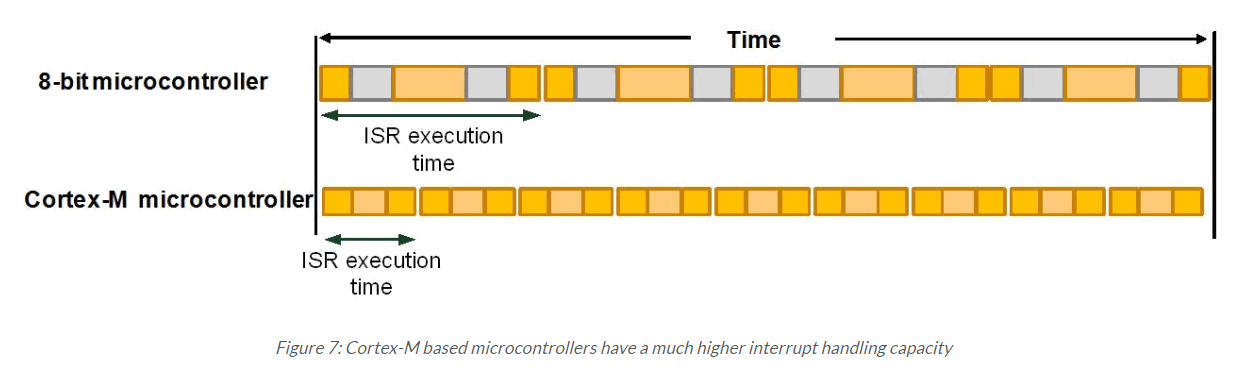 Time
8-bit microcontroller
ISR execution
time
Cortex-M microcontroller
ISR execution
time
Figure 7: Cortex-M based microcontrollers have a much higher interrupt handling capacity